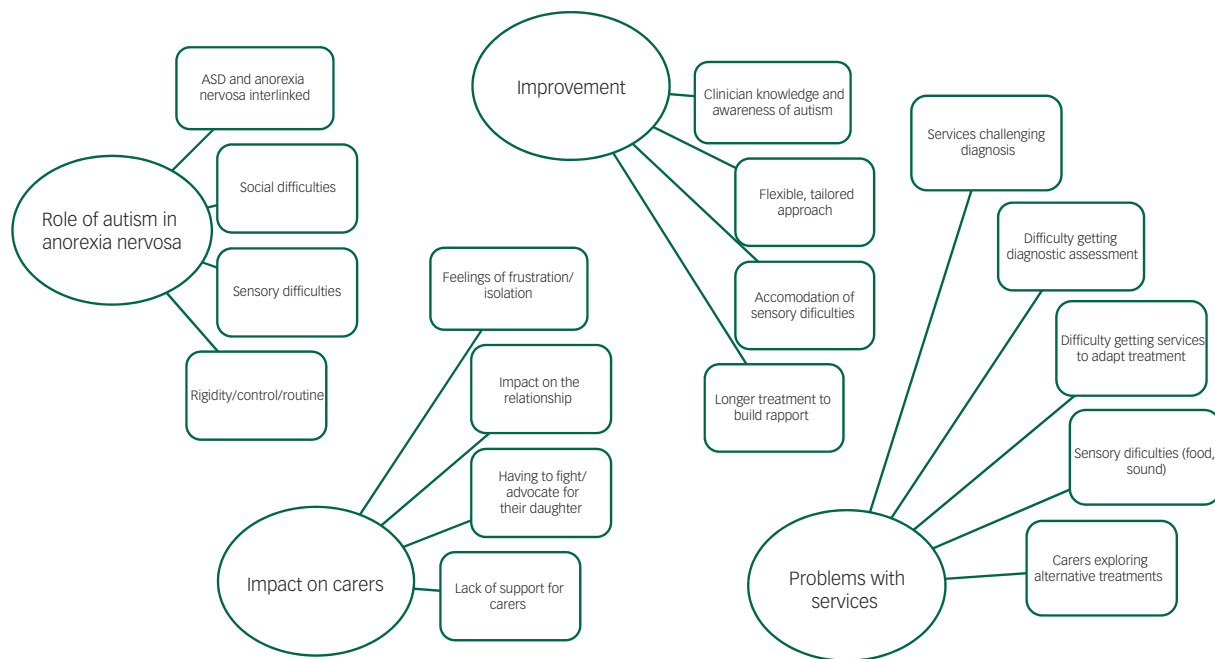 Role of autism in
anorexia nervosa
ASD and anorexia
nervosa interlinked
Social difficulties
Sensory difficulties
Rigidity/control/routine
Impact on carers
Feelings of frustration/
isolation
Impact on the
relationship
Having to fight/
advocate for
their daughter
Lack of support for
carers
Improvement
Clinician knowledge and
awareness of autism
Flexible, tailored
approach
Accomodation of
sensory dificulties
Longer treatment to
build rapport
Problems with
services
Services challenging
diagnosis
Difficulty getting
diagnostic assessment
Difficulty getting services
to adapt treatment
Sensory dificulties (food,
sound)
Carers exploring
alternative treatments